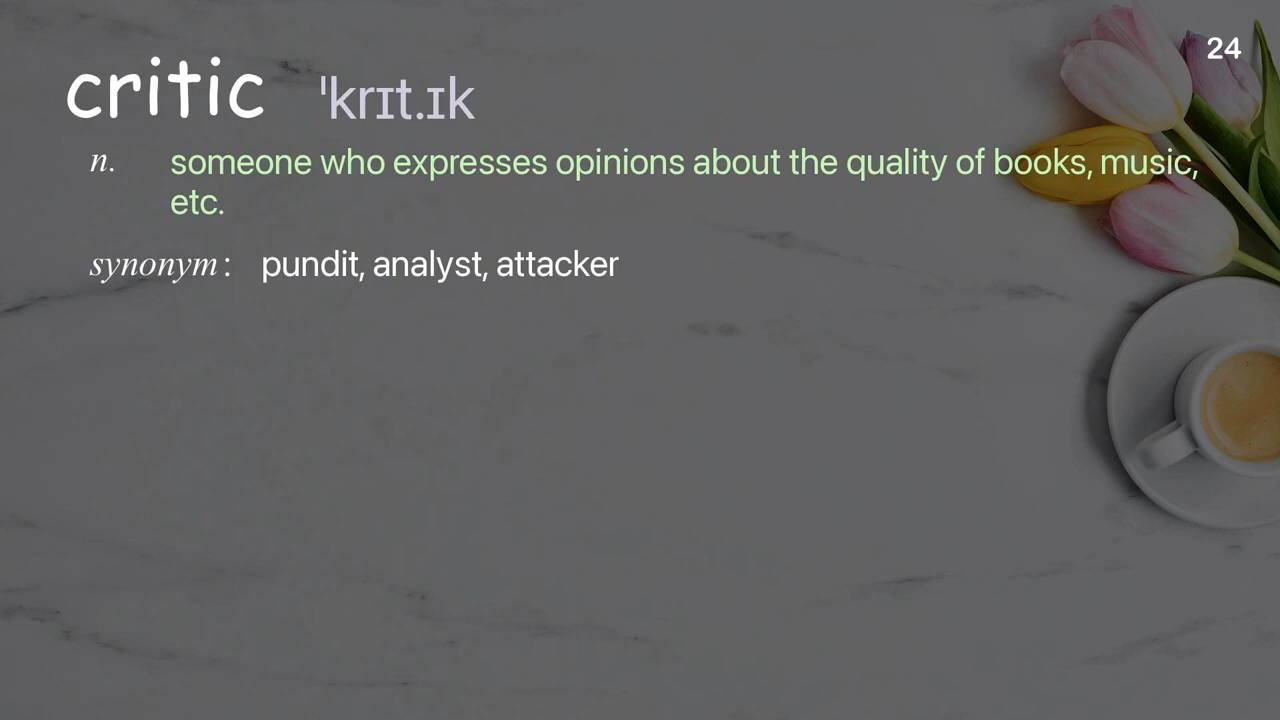 24
critic ˈkrɪt.ɪk
n. someone who expresses opinions about the quality of books, music,
etc.
synonym: pundit, analyst, attacker